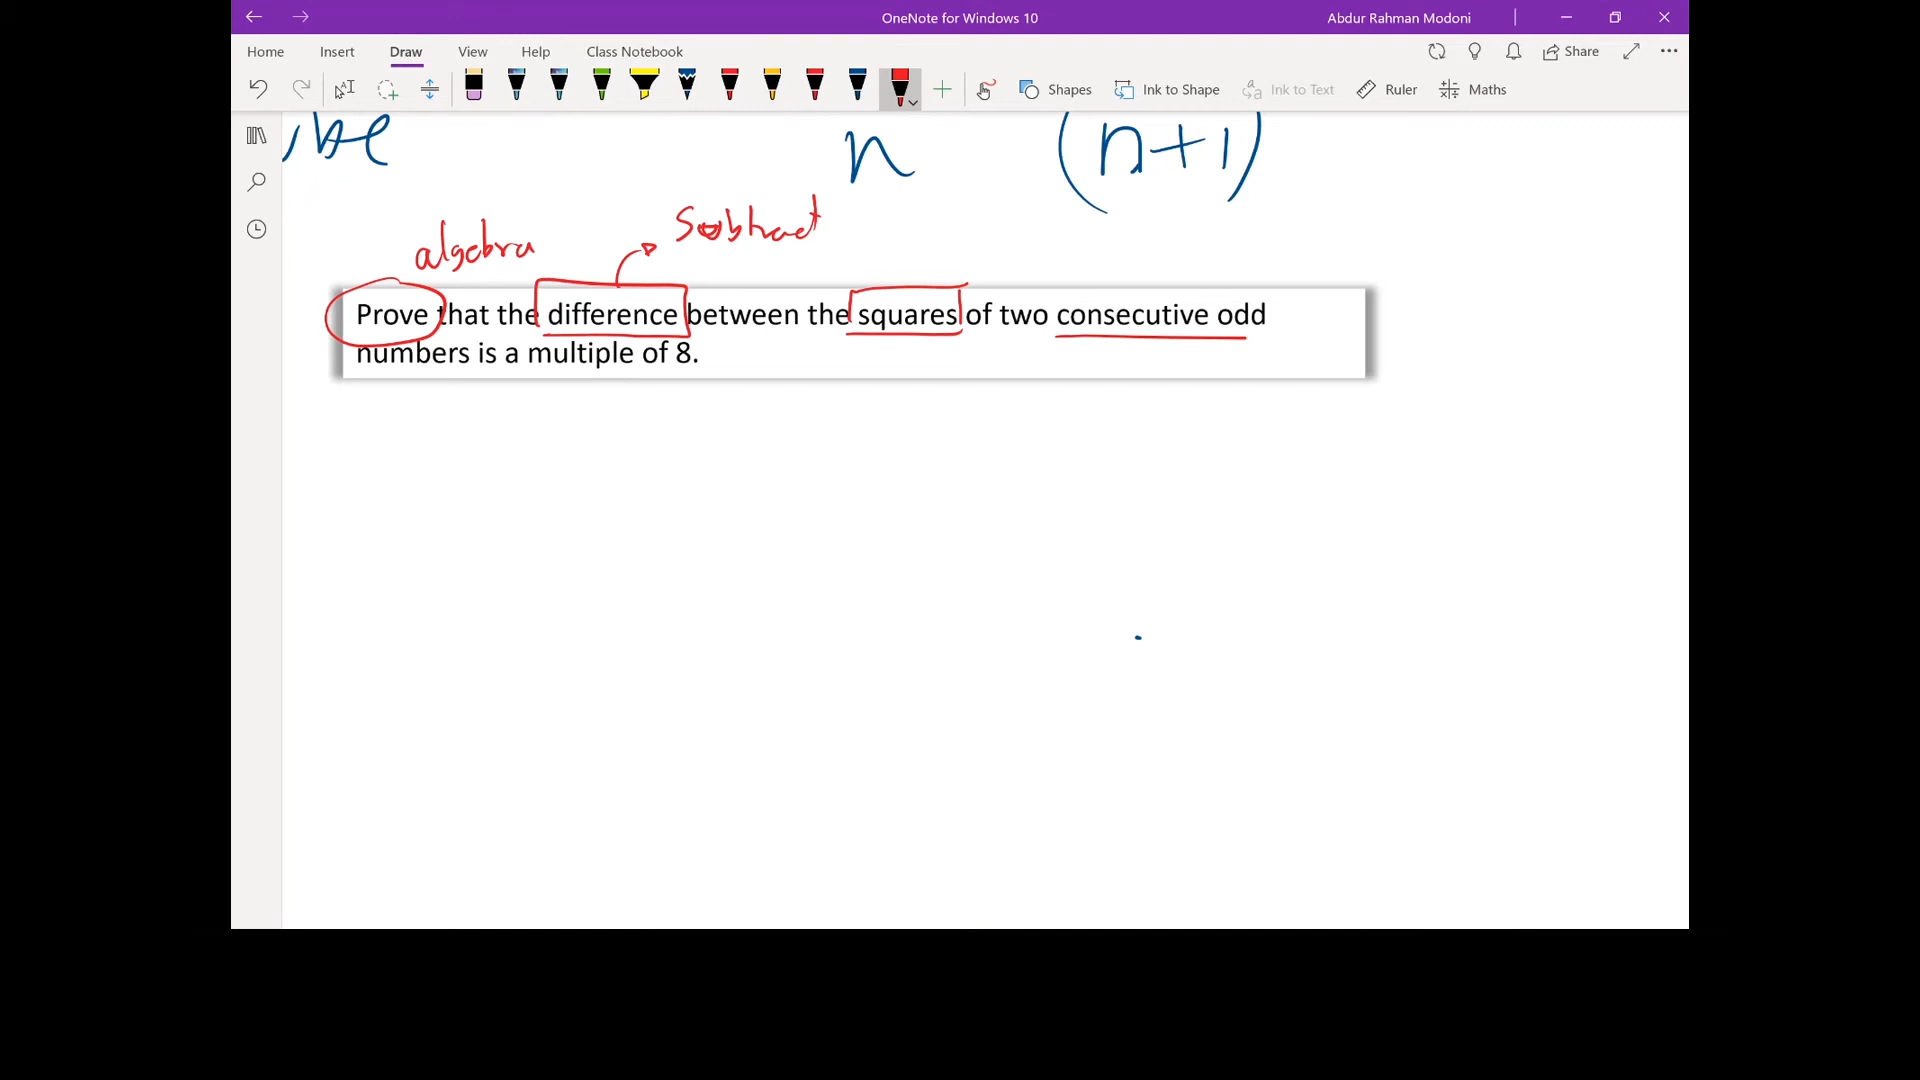 OneNote for Windows 10
Abdur Rahman Modoni
Home Insert Draw View Help Class Notebook
Share
Shapes Ink to Shape Ink to Text Ruler Maths
n (n+1)
algebra
Subtract
Prove that the difference between the squares of two consecutive odd
numbers is a multiple of 8.